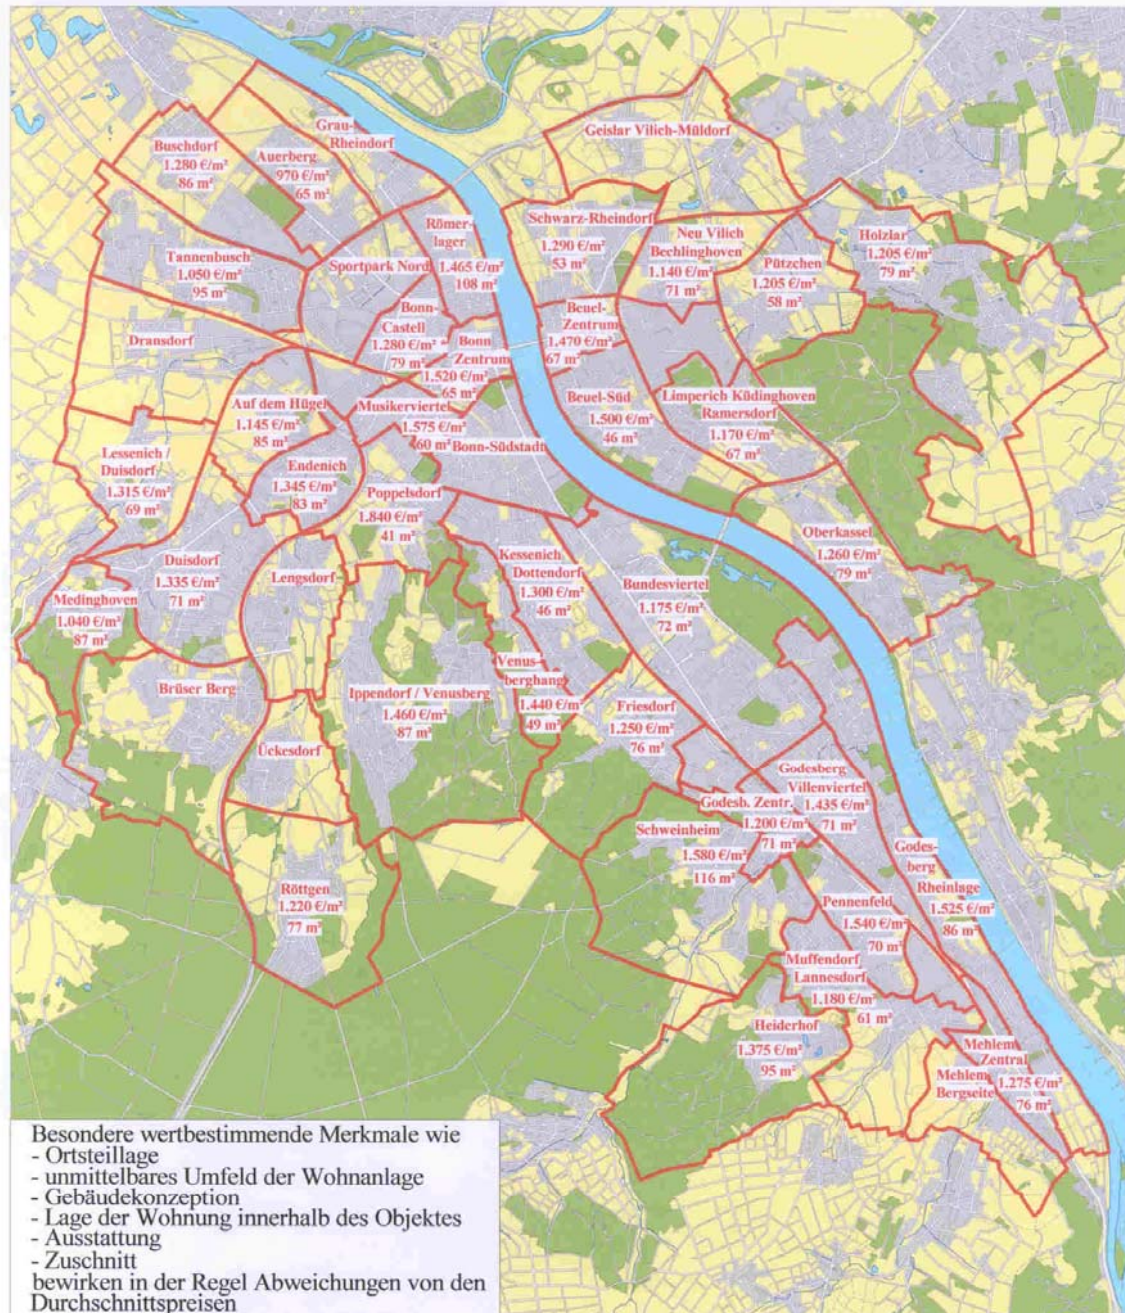 Grau-
Rheindorf
Geislar Vilich-Müldorf
Buschdorf
1.280 €/m²
86 m²
Auerberg
970 €/m²
65 m²
Schwarz-Rheindorf
1.290 €/m²
53 m²
Römer-
lager
1.465 €/m²
108 m²
Neu Vilich
Bechlinghoven
1.140 €/m²
71 m²
Hoizlar
1.205 €/m²
79 m²
Pützchen
1.205 €/m²
58 m²
Tannenbusch
1.050 €/m²
95 m²
Sportpark Nord
Bonn-
Castell
1.280 €/m²
79 m²
Beuel-
Zentrum
1.470 €/m²
67 m²
Dransdorf
Bonn
Zentrum
1.520 €/m²
65 m²
Auf dem Hügel
1.145 €/m²
85 m²
Musikerviertel
1.575 €/m²
60 m²
Bonn-Südstadt
Beuel-Süd
1.500 €/m²
46 m²
Limperich Küdinghoven
Ramersdorf
1.170 €/m²
67 m²
Lessenich /
Duisdorf
1.315 €/m²
69 m²
Endenich
1.345 €/m²
83 m²
Poppelsdorf
1.840 €/m²
41 m²
Oberkassel
1.260 €/m²
79 m²
Duisdorf
1.335 €/m²
71 m²
Lengsdorf
Kessenich
Dottendorf
1.300 €/m²
46 m²
Bundesviertel
1.175 €/m²
72 m²
Medinghoven
1.040 €/m²
87 m²
Brüser Berg
Ippendorf / Venusberg
1.460 €/m²
87 m²
Venus-
berghang
1.440 €/m²
49 m²
Friesdorf
1.250 €/m²
76 m²
Ückesdorf
Godesberg
Villenviertel
1.435 €/m²
71 m²
Godesb. Zentr.
1.200 €/m²
71 m²
Schweinheim
1.580 €/m²
116 m²
Godes-
berg
Rheinlage
1.525 €/m²
86 m²
Röttgen
1.220 €/m²
77 m²
Pennenfeld
1.540 €/m²
70 m²
Muffendorf
Lannesdorf
1.180 €/m²
61 m²
Heiderhof
1.375 €/m²
95 m²
Mehlem
Zentral
1.275 €/m²
76 m²
Mehlem
Bergseite
Besondere wertbestimmende Merkmale wie
- Ortsteillage
- unmittelbares Umfeld der Wohnanlage
- Gebäudekonzeption
- Lage der Wohnung innerhalb des Objektes
- Ausstattung
- Zuschnitt
bewirken in der Regel Abweichungen von den
Durchschnittspreisen